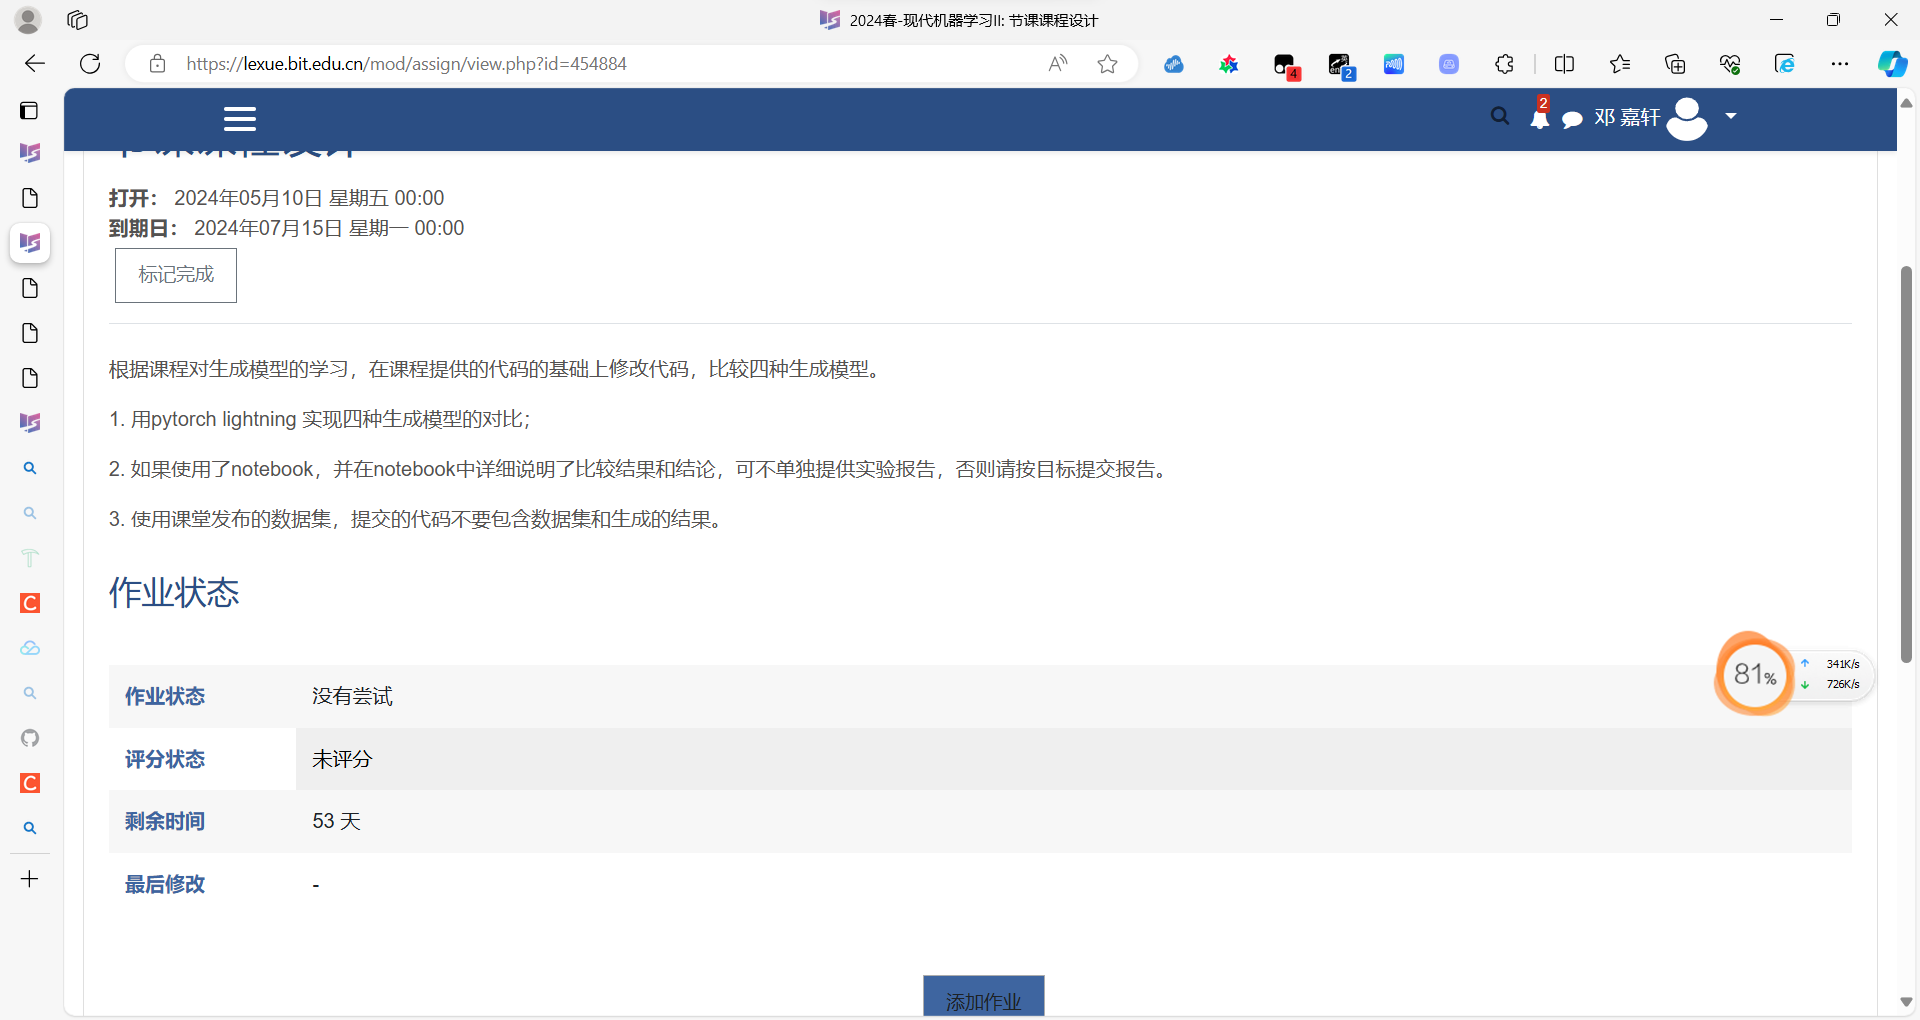 2024春-现代机器学习II: 节课课程设计
https://lexue.bit.edu.cn/mod/assign/view.php?id=454884
4
2
2
邓 嘉轩
打开： 2024年05月10日 星期五 00:00
到期日： 2024年07月15日 星期一 00:00
标记完成
根据课程对生成模型的学习，在课程提供的代码的基础上修改代码，比较四种生成模型。
1. 用pytorch lightning 实现四种生成模型的对比；
2. 如果使用了notebook，并在notebook中详细说明了比较结果和结论，可不单独提供实验报告，否则请按目标提交报告。
3. 使用课堂发布的数据集，提交的代码不要包含数据集和生成的结果。
作业状态
作业状态 没有尝试
评分状态 未评分
剩余时间 53 天
最后修改 -
81%
341K/s
726K/s
添加作业